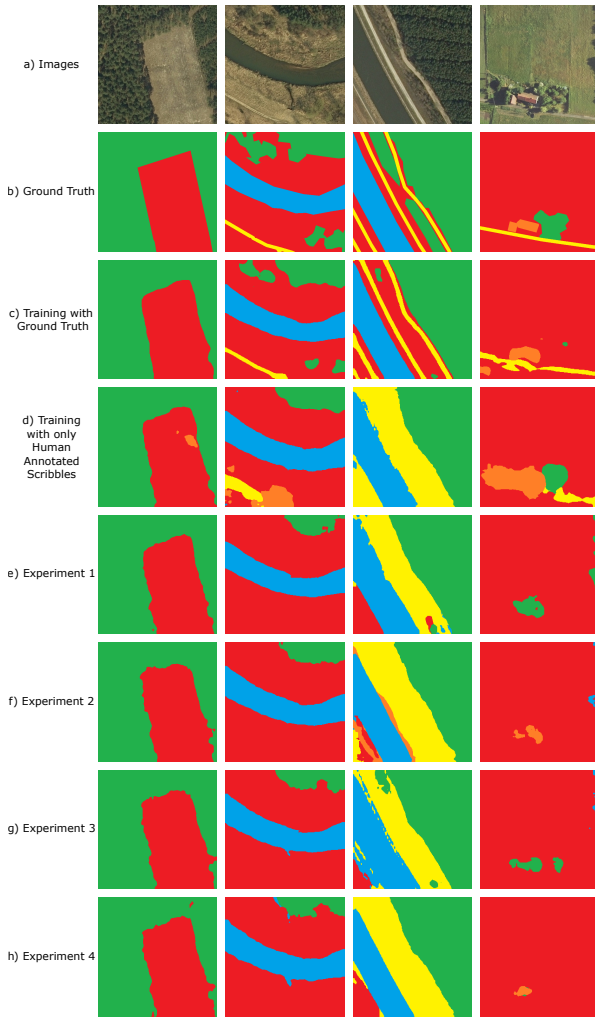 a) Images
b) Ground Truth
c) Training with
Ground Truth
d) Training
with only
Human
Annotated
Scribbles
e) Experiment 1
f) Experiment 2
g) Experiment 3
h) Experiment 4